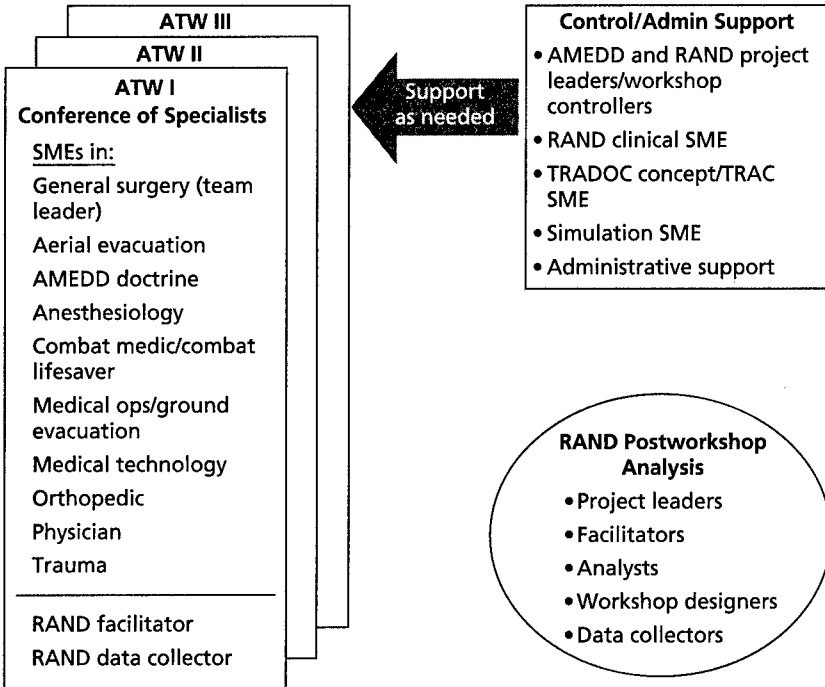 ATW III
ATW II
ATW I
Conference of Specialists
SMEs in:
General surgery (team
leader)
Aerial evacuation
AMEDD doctrine
Anesthesiology
Combat medic/combat
lifesaver
Medical ops/ground
evacuation
Medical technology
Orthopedic
Physician
Trauma
RAND facilitator
RAND data collector
Support
as needed
Control/Admin Support
• AMEDD and RAND project
leaders/workshop
controllers
• RAND clinical SME
• TRADOC concept/TRAC
SME
• Simulation SME
• Administrative support
RAND Postworkshop
Analysis
• Project leaders
• Facilitators
• Analysts
• Workshop designers
• Data collectors